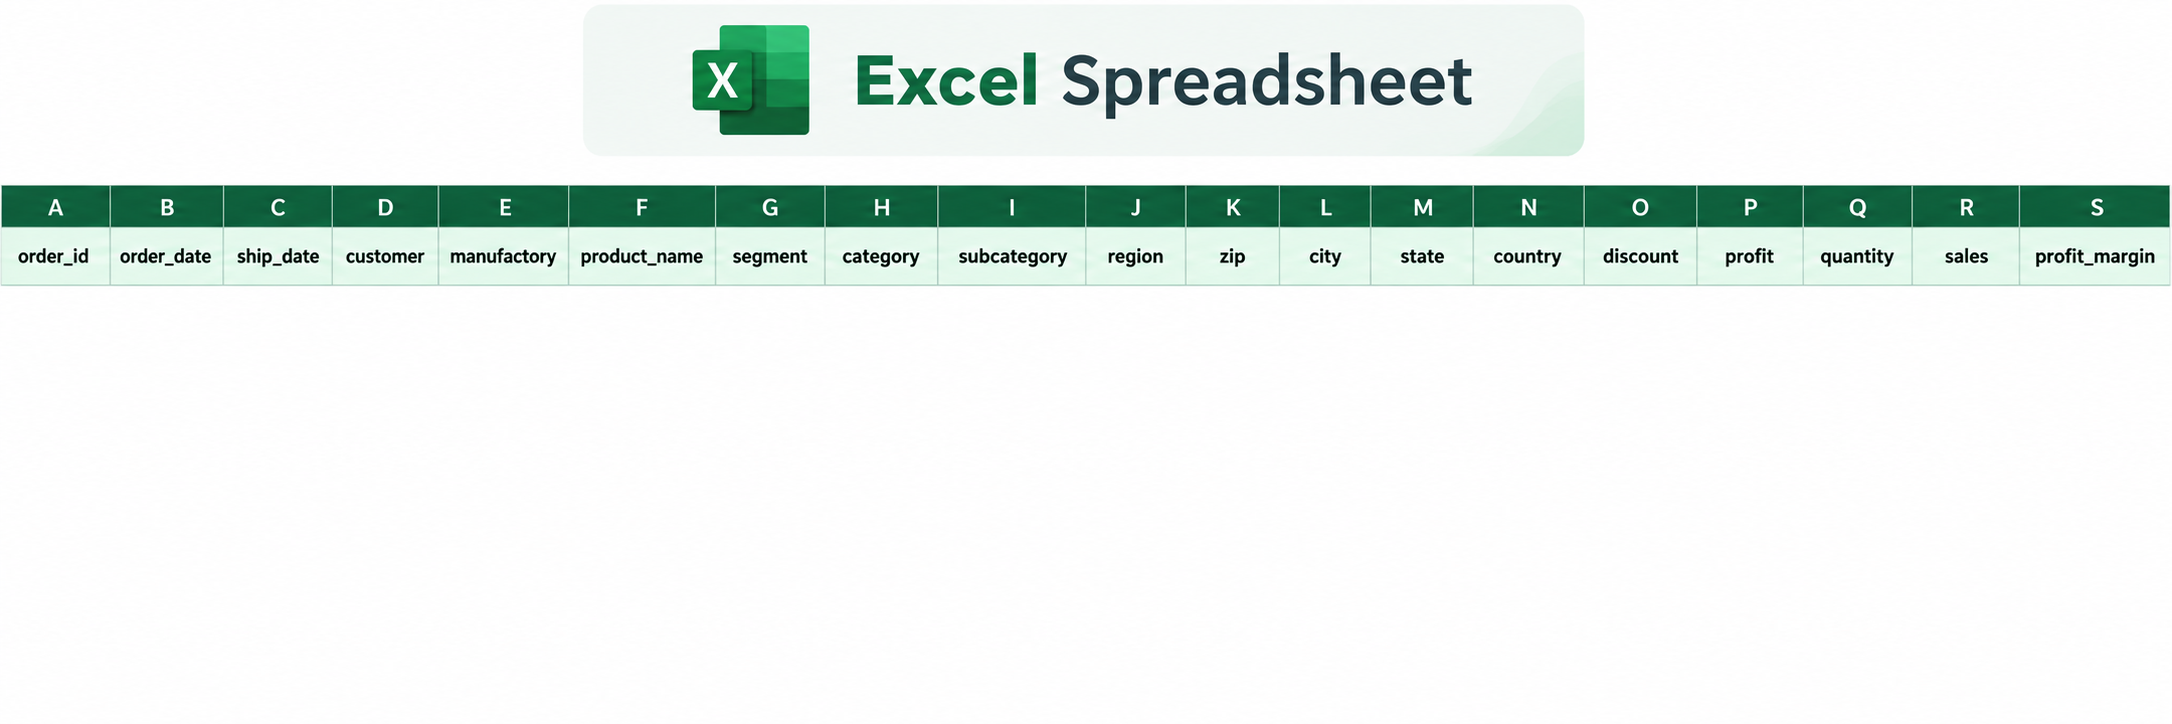 X Excel Spreadsheet
A B C D E F G H I J K L M N O P Q R S
order_id order_date ship_date customer manufactory product_name segment category subcategory region zip city state country discount profit quantity sales profit_margin